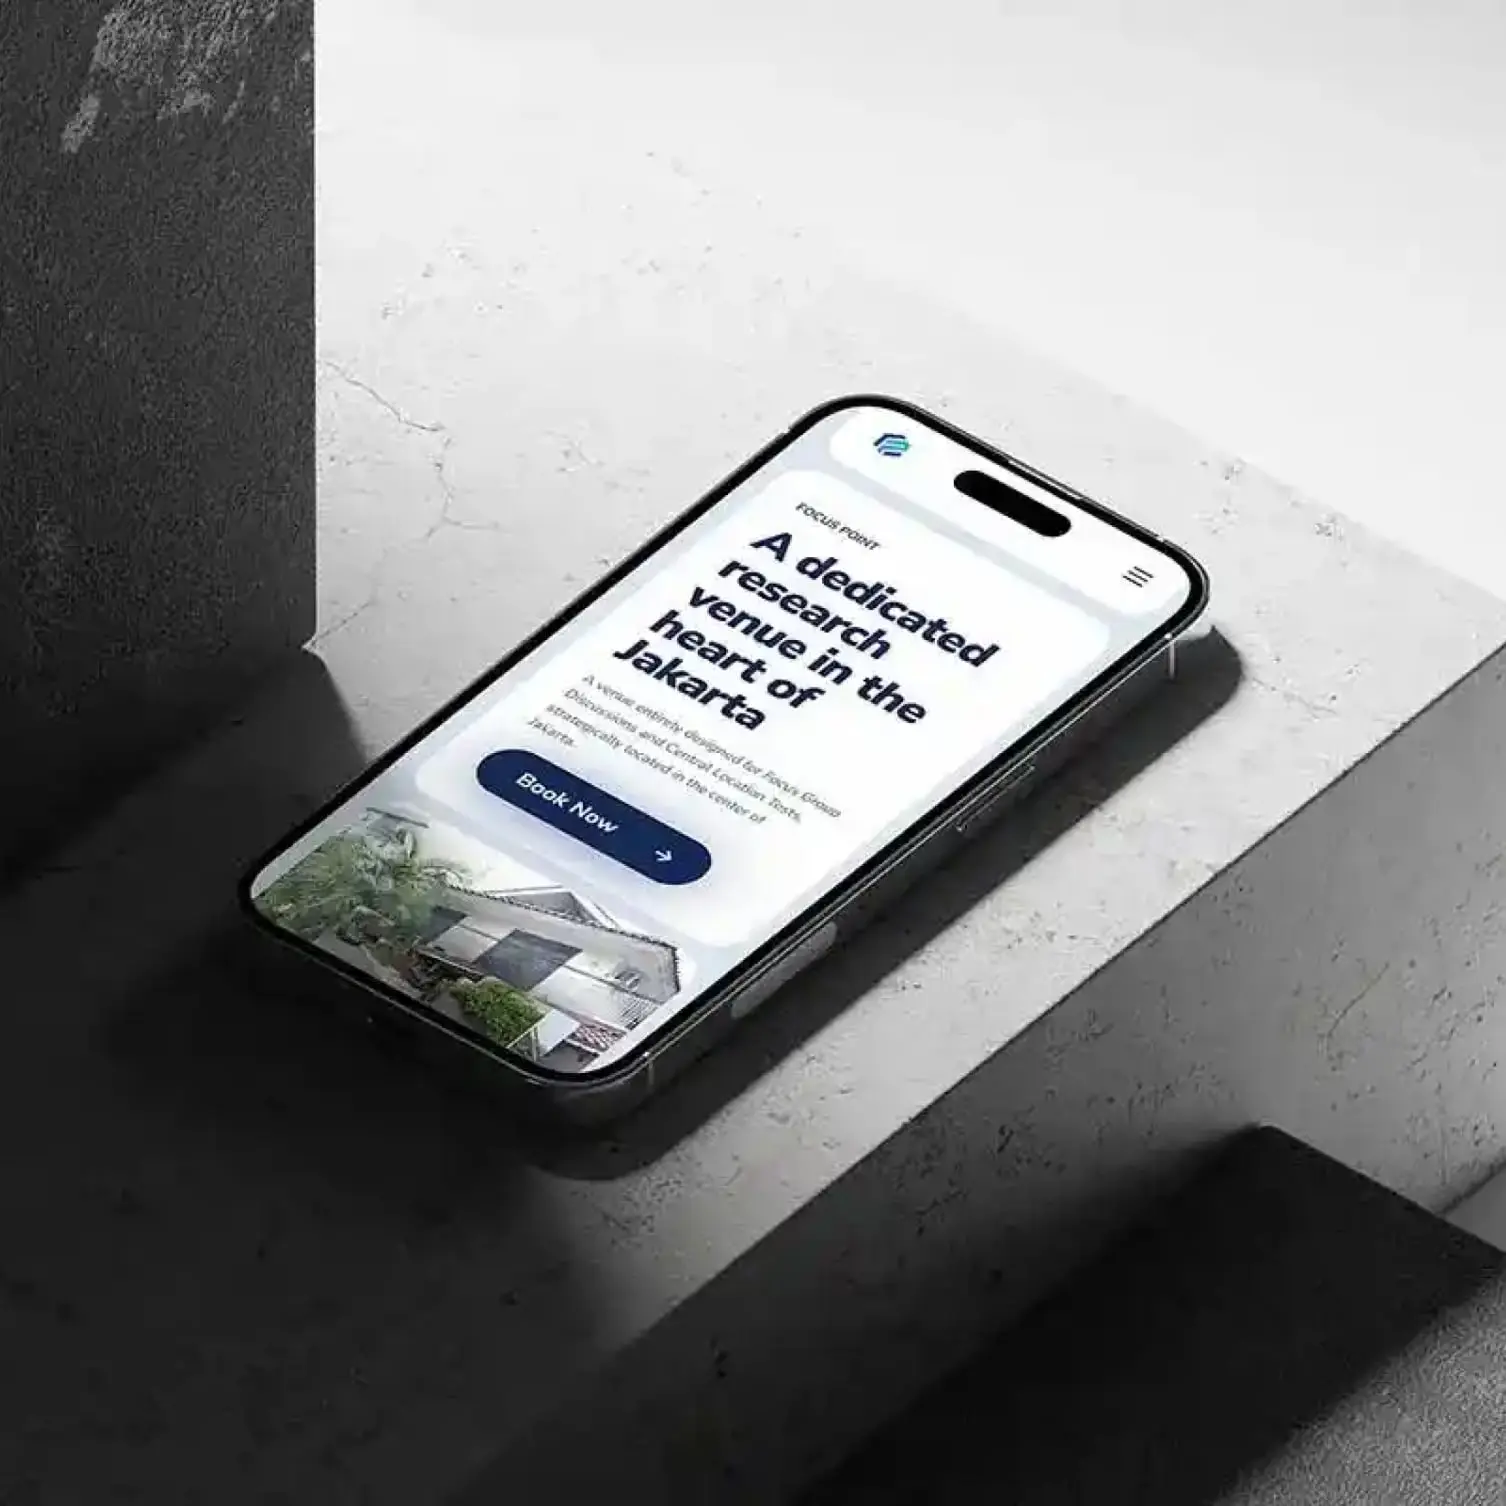 FOCUS POINT
A dedicated
research
venue in the
heart of
Jakarta
A venue entirely designed for Focus Group
Discussions and Central Location Tests,
strategically located in the center of
Jakarta.
Book Now